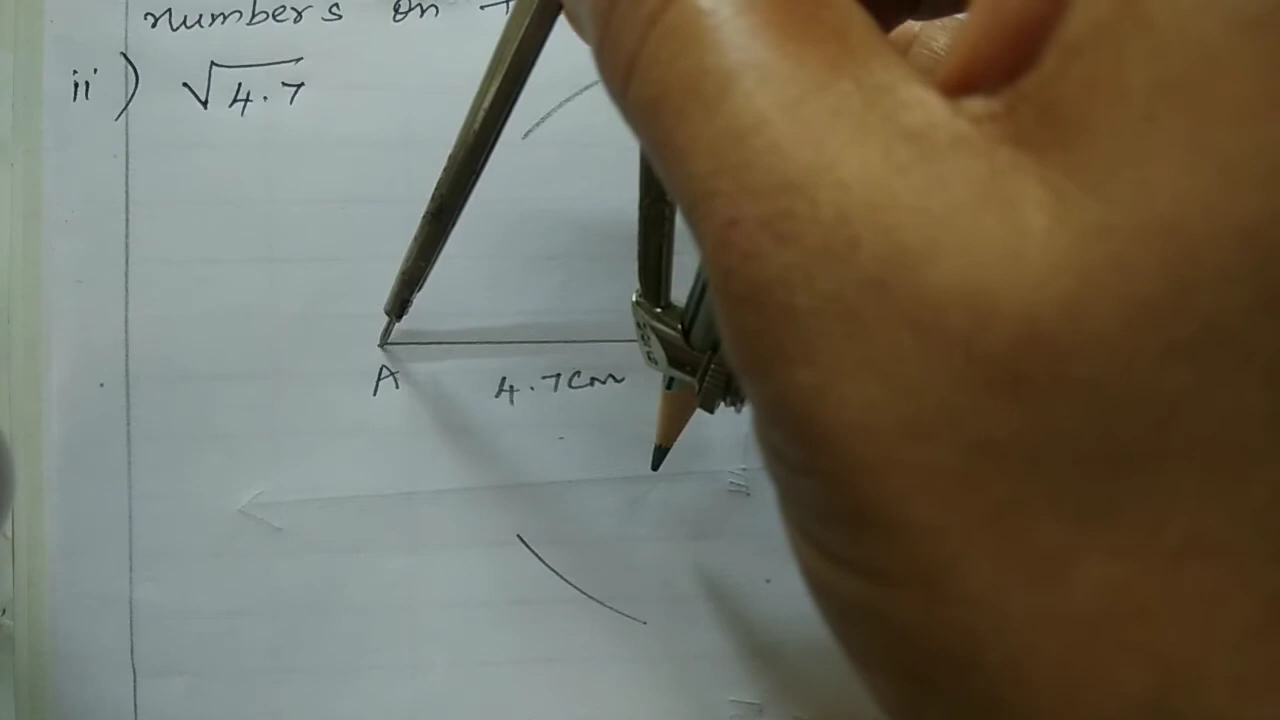 numbers on
ii) √4.7
A
4.7cm